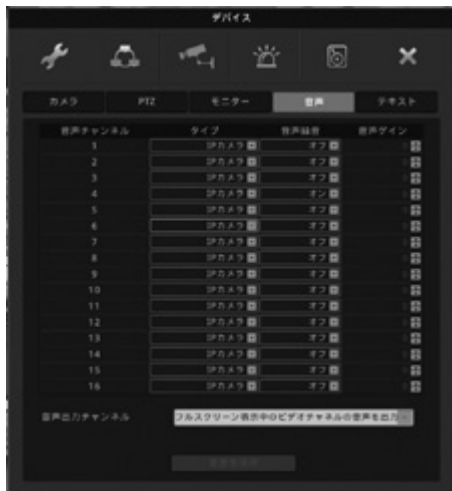 デバイス
カメラ PTZ モニター 音声 テキスト
音声チャンネル タイプ 音声録音 音声ゲイン
1 IPカメラ オフ
2 IPカメラ オフ
3 IPカメラ オフ
4 IPカメラ オン
5 IPカメラ オフ
6 IPカメラ オフ
7 IPカメラ オフ
8 IPカメラ オフ
9 IPカメラ オフ
10 IPカメラ オフ
11 IPカメラ オフ
12 IPカメラ オフ
13 IPカメラ オフ
14 IPカメラ オフ
15 IPカメラ オフ
16 IPカメラ オフ
音声出力チャンネル フルスクリーン表示中のビデオチャネルの音声を出力